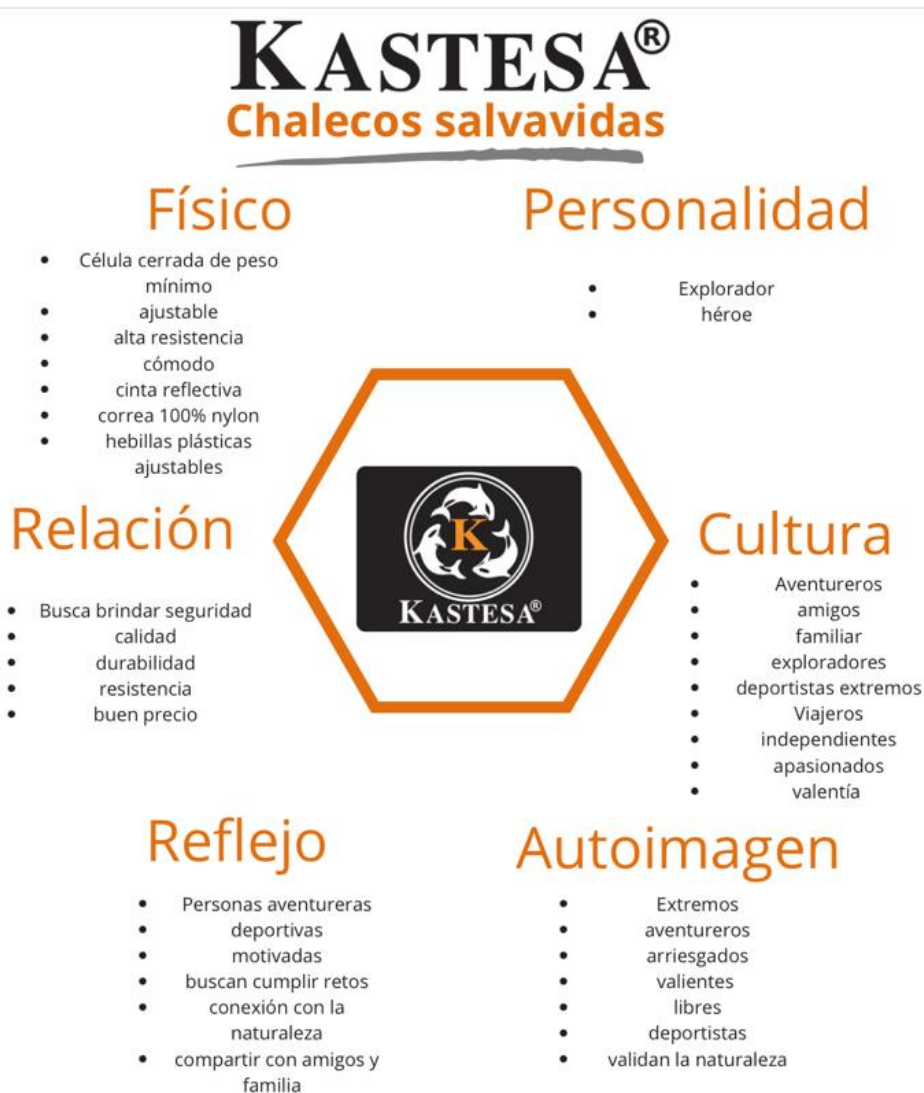 KASTESA®
Chalecos salvavidas
Físico
• Célula cerrada de peso
mínimo
• ajustable
• alta resistencia
• cómodo
• cinta reflectiva
• correa 100% nylon
• hebillas plásticas
ajustables
Personalidad
• Explorador
• héroe
Relación
• Busca brindar seguridad
• calidad
• durabilidad
• resistencia
• buen precio
K
KASTESA®
Cultura
• Aventureros
• amigos
• familiar
• exploradores
• deportistas extremos
• Viajeros
• independientes
• apasionados
• valentía
Reflejo
• Personas aventureras
• deportivas
• motivadas
• buscan cumplir retos
• conexión con la
naturaleza
• compartir con amigos y
familia
Autoimagen
• Extremos
• aventureros
• arriesgados
• valientes
• libres
• deportistas
• validan la naturaleza